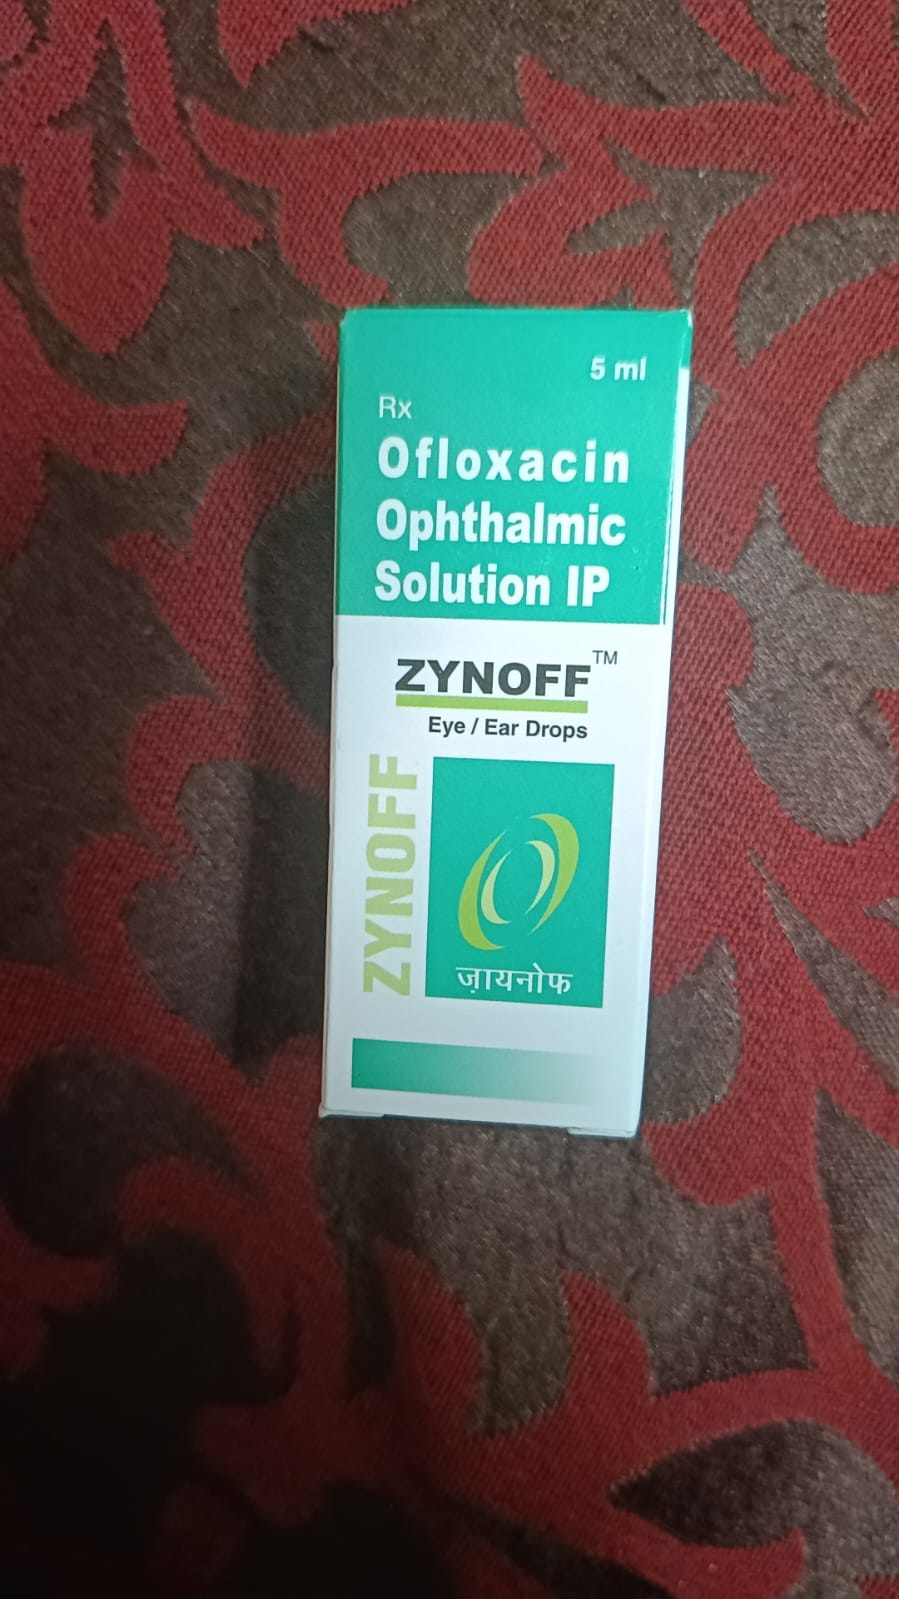 5 ml
Rx
Ofloxacin
Ophthalmic
Solution IP
ZYNOFF™
Eye / Ear Drops
ZYNOFF
ज़ायनोफ